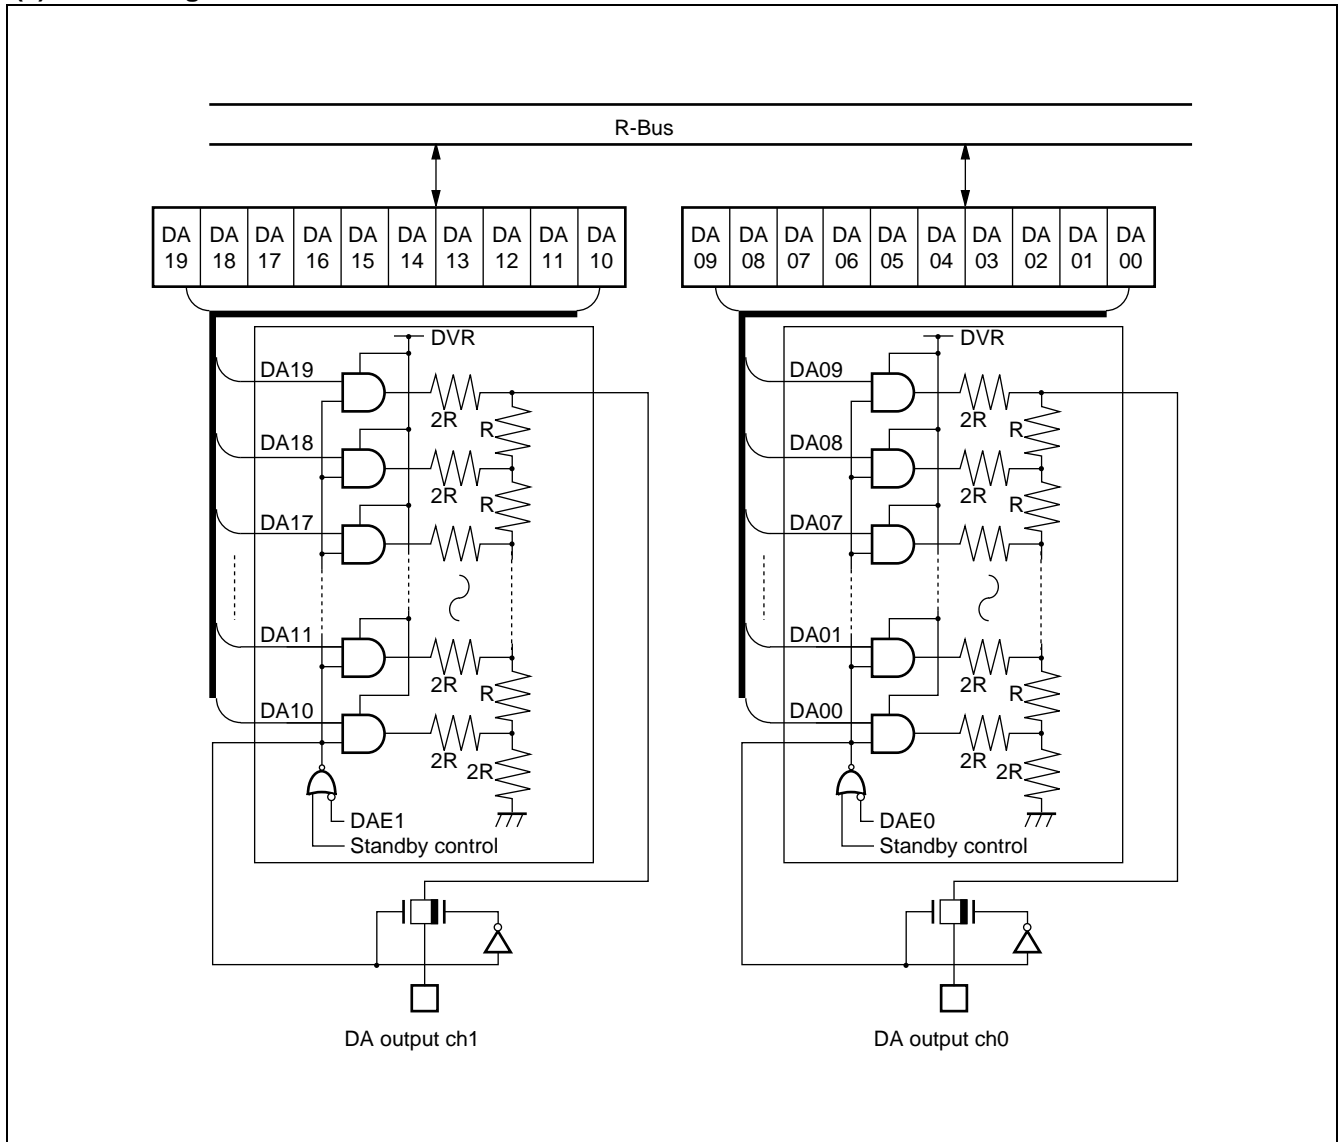 R-Bus
DA 19 DA 18 DA 17 DA 16 DA 15 DA 14 DA 13 DA 12 DA 11 DA 10
DA 09 DA 08 DA 07 DA 06 DA 05 DA 04 DA 03 DA 02 DA 01 DA 00
DVR
DA19
2R
R
DA18
2R
R
DA17
DA11
2R
R
DA10
2R
2R
DAE1
Standby control
DA output ch1
DVR
DA09
2R
R
DA08
2R
R
DA07
DA01
2R
R
DA00
2R
2R
DAE0
Standby control
DA output ch0